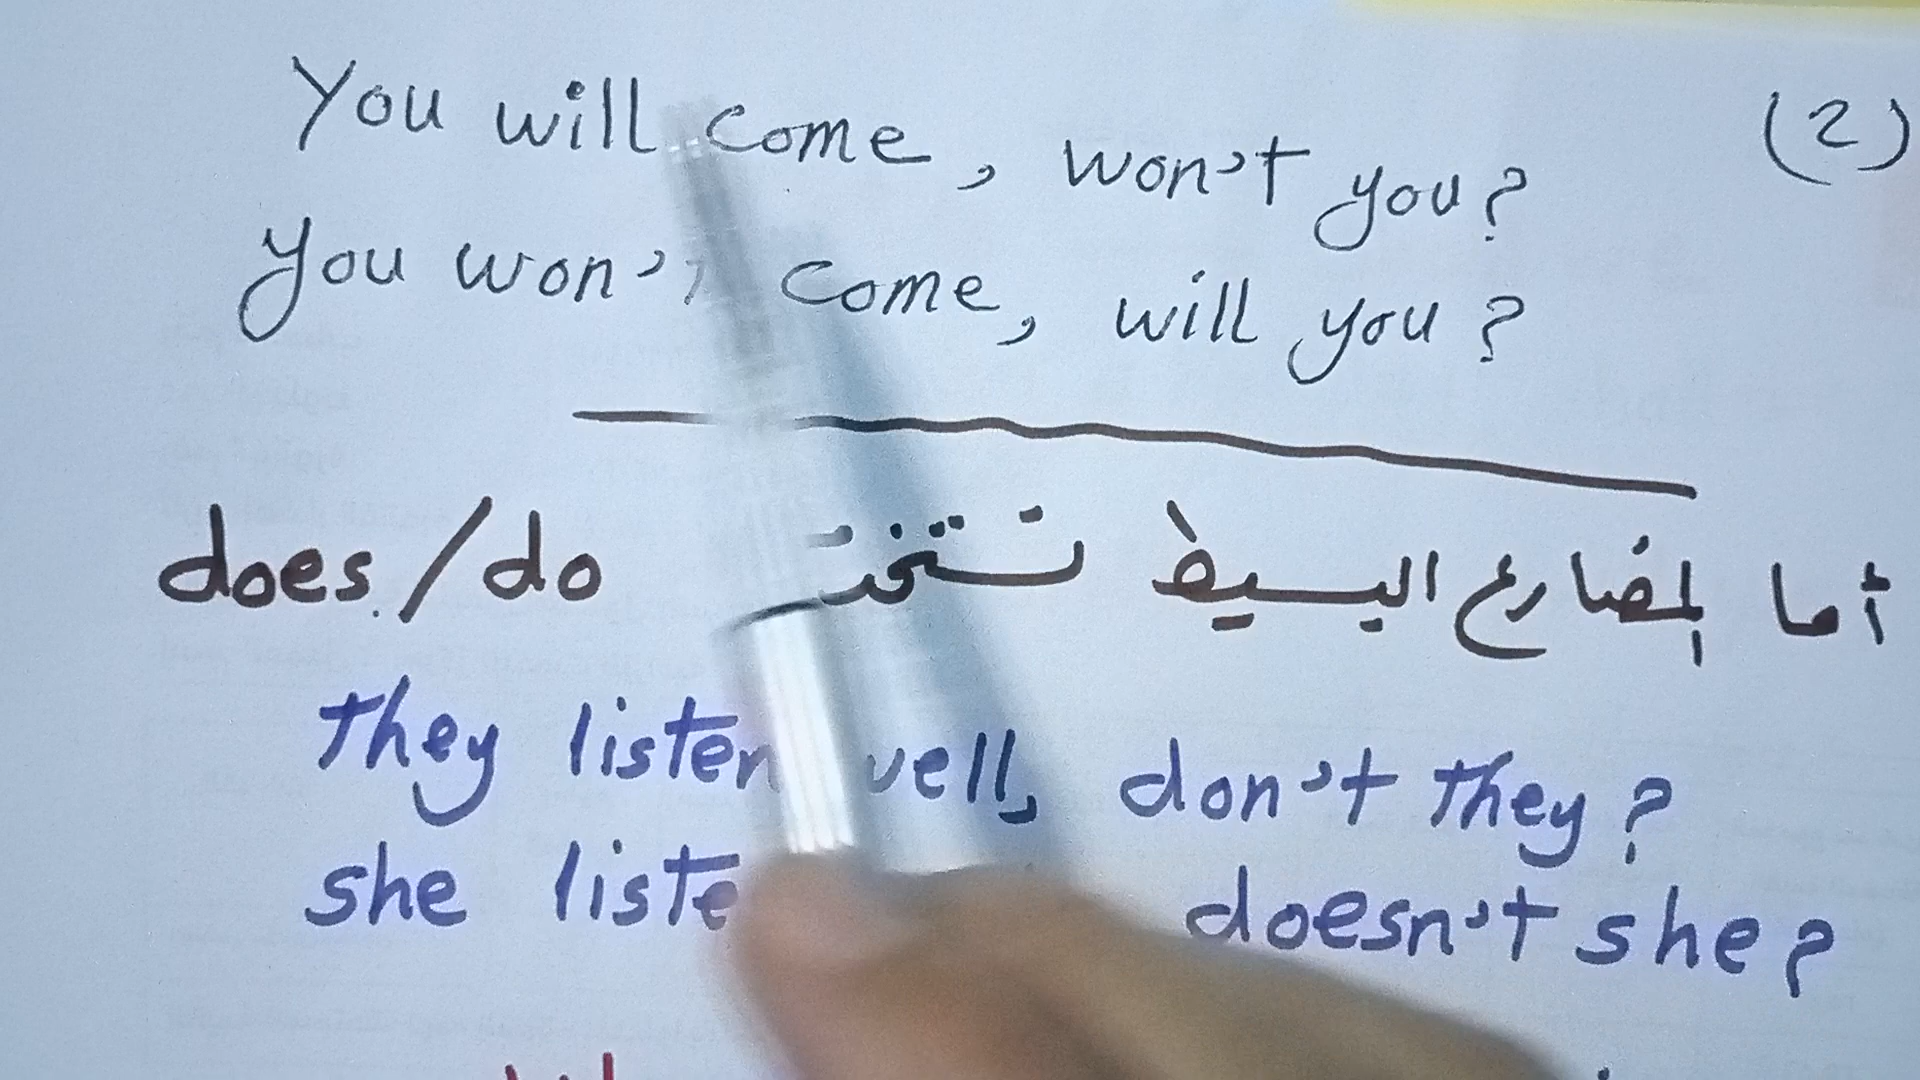 (2)
You will come, won't you?
You won't come, will you?
أما المضارع البسيط does/do
They listen well, don't they?
she doesn't she?